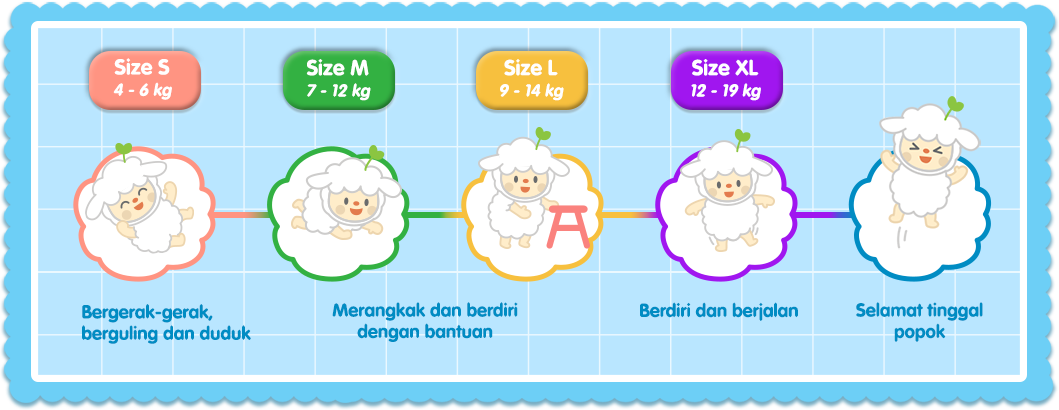 Size S
4 - 6 kg
Size M
7 - 12 kg
Size L
9 - 14 kg
Size XL
12 - 19 kg
Bergerak-gerak,
berguling dan duduk
Merangkak dan berdiri
dengan bantuan
Berdiri dan berjalan
Selamat tinggal
popok